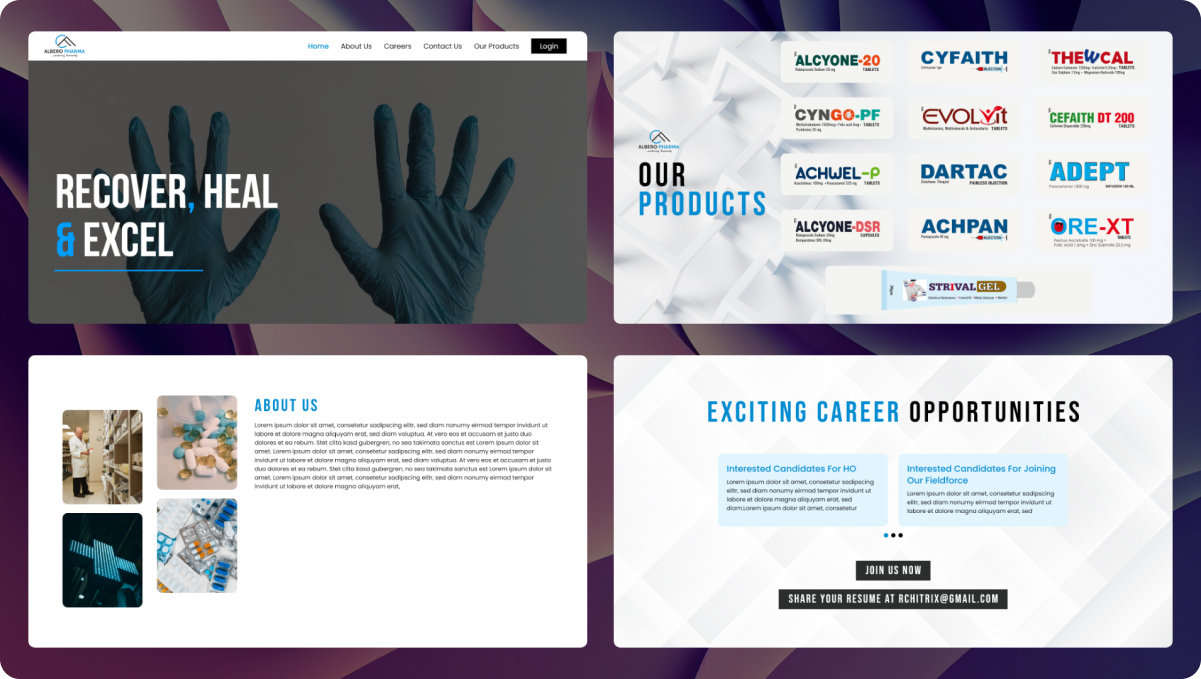 ALBERO PHARMA
Home About Us Careers Contact Us Our Products Login
RECOVER, HEAL
& EXCEL
ALBERO PHARMA
OUR
PRODUCTS
ALCYONE-20
Rabeprazole Sodium 20 mg TABLETS
CYFAITH
INJECTION
THEWCAL
TABLETS
CYNGO-PF
TABLETS
EVOLVit
Multivitamins, Multiminerals & Antioxidants TABLETS
CEFAITH DT 200
TABLETS
ACHWEL-P
TABLETS
DARTAC
PAINLESS INJECTION
ADEPT
ALCYONE-DSR
CAPSULES
ACHPAN
INJECTION
ORE-XT
TABLETS
STRIVAL GEL
ABOUT US
Lorem ipsum dolor sit amet, consetetur sadipscing elitr, sed diam nonumy eirmod tempor invidunt ut
labore et dolore magna aliquyam erat, sed diam voluptua. At vero eos et accusam et justo duo
dolores et ea rebum. Stet clita kasd gubergren, no sea takimata sanctus est Lorem ipsum dolor sit
amet. Lorem ipsum dolor sit amet, consetetur sadipscing elitr, sed diam nonumy eirmod tempor
invidunt ut labore et dolore magna aliquyam erat, sed diam voluptua. At vero eos et accusam et justo
duo dolores et ea rebum. Stet clita kasd gubergren, no sea takimata sanctus est Lorem ipsum dolor sit
amet. Lorem ipsum dolor sit amet, consetetur sadipscing elitr, sed diam nonumy eirmod tempor
invidunt ut labore et dolore magna aliquyam erat,
EXCITING CAREER OPPORTUNITIES
Interested Candidates For HO
Lorem ipsum dolor sit amet, consetetur sadipscing
elitr, sed diam nonumy eirmod tempor invidunt ut
labore et dolore magna aliquyam erat, sed
diam.Lorem ipsum dolor sit amet, consetetur
Interested Candidates For Joining
Our Fieldforce
Lorem ipsum dolor sit amet, consetetur sadipscing
elitr, sed diam nonumy eirmod tempor invidunt ut
labore et dolore magna aliquyam erat, sed
JOIN US NOW
SHARE YOUR RESUME AT RCHITRIX@GMAIL.COM